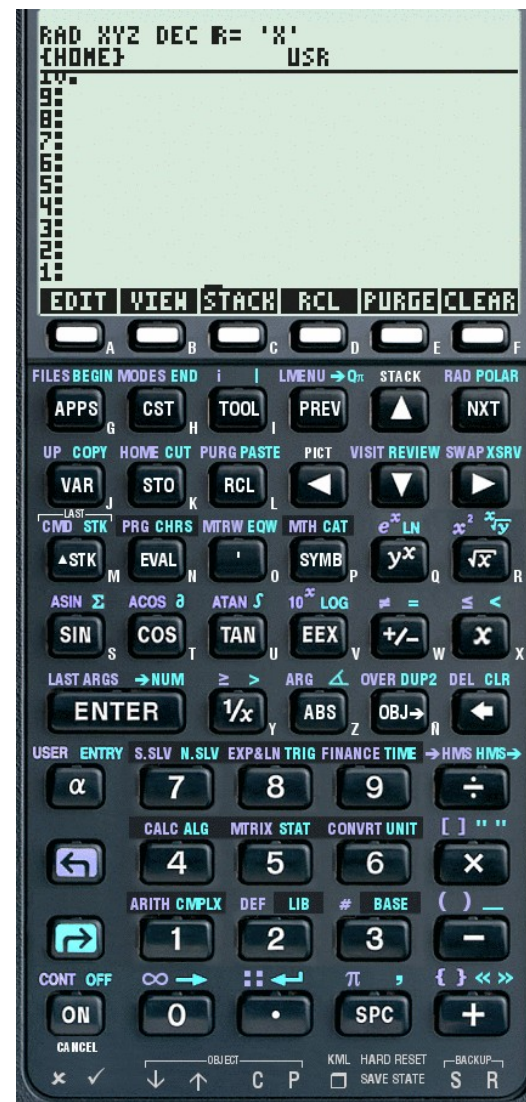 RAD XYZ DEC R= 'X'
{HOME} USR
10:
9:
8:
7:
6:
5:
4:
3:
2:
1:
EDIT VIEW STACK RCL PURGE CLEAR
A B C D E F
FILES BEGIN MODES END i | LMENU →Qπ STACK RAD POLAR
APPS G CST H TOOL I PREV ▲ NXT
UP COPY HOME CUT PURG PASTE PICT VISIT REVIEW SWAP XSRV
VAR J STO K RCL L ◀ ▼ ▶
LAST
CMD STK PRG CHRS MTRW EQW MTH CAT e^x LN x² ˣ√y
▲STK M EVAL N ' O SYMB P yˣ Q √x R
ASIN Σ ACOS ∂ ATAN ∫ 10ˣ LOG ≠ = ≤ <
SIN S COS T TAN U EEX V +/- W x X
LAST ARGS →NUM ≥ > ARG ∡ OVER DUP2 DEL CLR
ENTER 1/x Y ABS Z OBJ→ Ñ 🡄
USER ENTRY S.SLV N.SLV EXP&LN TRIG FINANCE TIME →HMS HMS→
α 7 8 9 ÷
CALC ALG MTRIX STAT CONVRT UNIT [ ] " "
↰ 4 5 6 ×
ARITH CMPLX DEF LIB # BASE ( ) _
↱ 1 2 3 −
CONT OFF ∞ → :: ↵ π , { } « »
ON 0 · SPC +
CANCEL
OBJECT KML HARD RESET BACKUP
× ✓ ↓ ↑ C P □ SAVE STATE S R